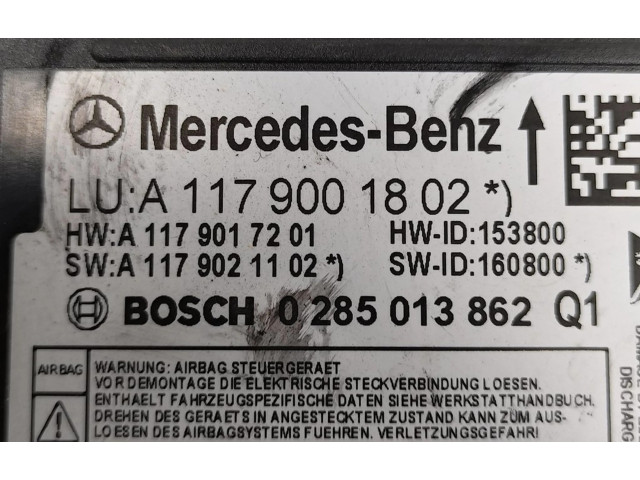 Mercedes-Benz
LU:A 117 900 18 02 *)
HW:A 117 901 72 01 HW-ID:153800
SW:A 117 902 11 02 *) SW-ID:160800 *)
BOSCH 0 285 013 862 Q1
AIRBAG
WARNUNG: AIRBAG STEUERGERAET
VOR DEMONTAGE DIE ELEKTRISCHE STECKVERBINDUNG LOESEN.
ENTHAELT FAHRZEUGSPEZIFISCHE DATEN SIEHE WERKSTATTHANDBUCH
DREHEN DES GERAETS IN ANGESTECKTEM ZUSTAND KANN ZUM AUS-
LOESEN DES AIRBAGSYSTEMS FUEHREN. VERLETZUNGSGEFAHR!